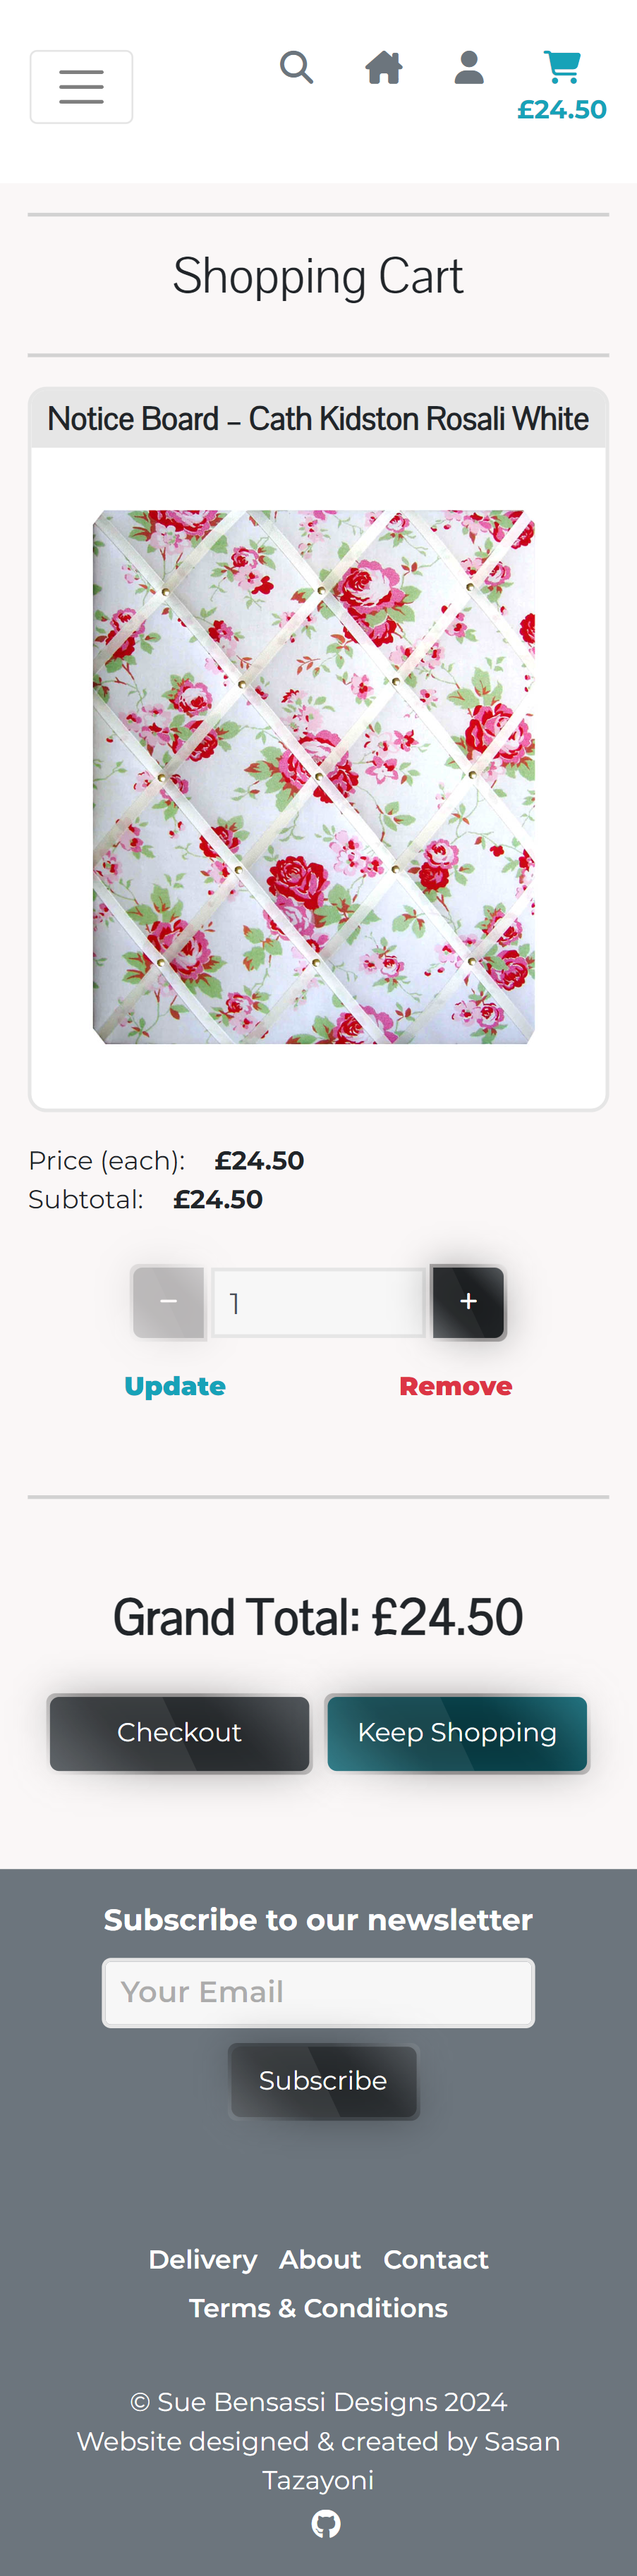 £24.50
Shopping Cart
Notice Board – Cath Kidston Rosali White
Price (each): £24.50
Subtotal: £24.50
− 1 +
Update Remove
Grand Total: £24.50
Checkout Keep Shopping
Subscribe to our newsletter
Your Email
Subscribe
Delivery About Contact
Terms & Conditions
© Sue Bensassi Designs 2024
Website designed & created by Sasan
Tazayoni